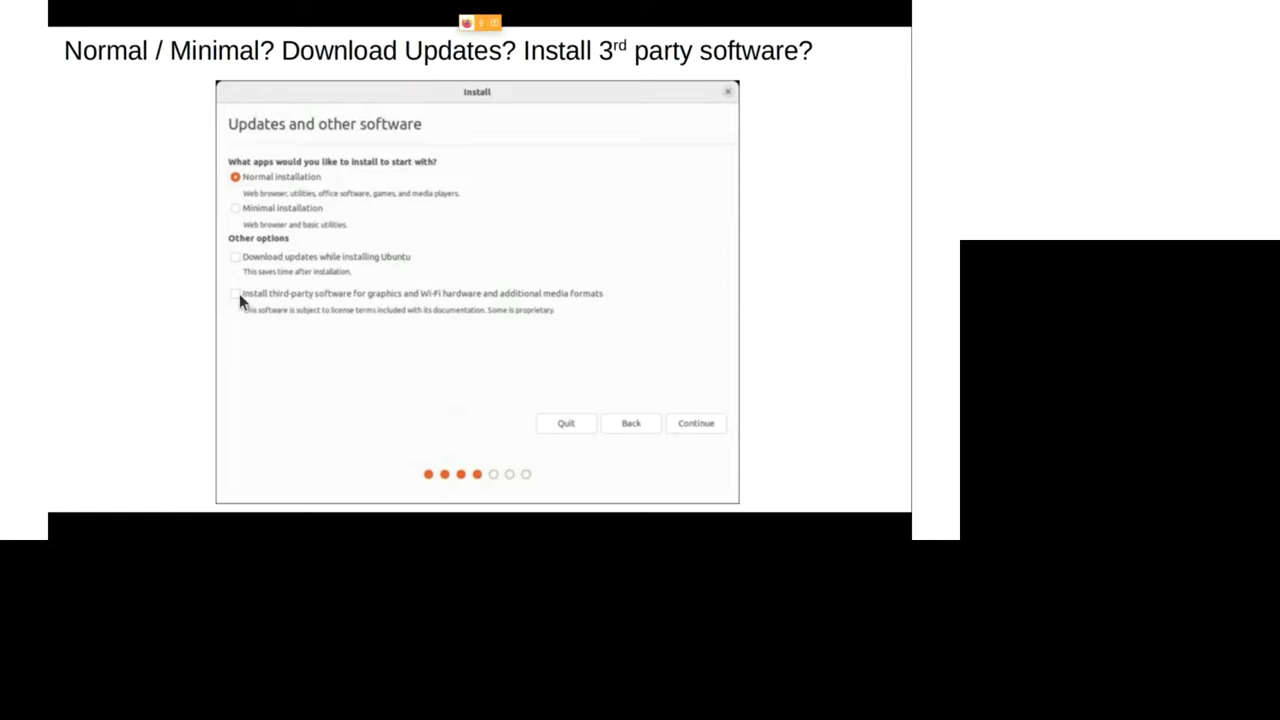 Normal / Minimal? Download Updates? Install 3rd party software?
Install
Updates and other software
What apps would you like to install to start with?
Normal installation
Web browser, utilities, office software, games, and media players.
Minimal installation
Web browser and basic utilities.
Other options
Download updates while installing Ubuntu
This saves time after installation.
Install third-party software for graphics and Wi-Fi hardware and additional media formats
This software is subject to license terms included with its documentation. Some is proprietary.
Quit Back Continue